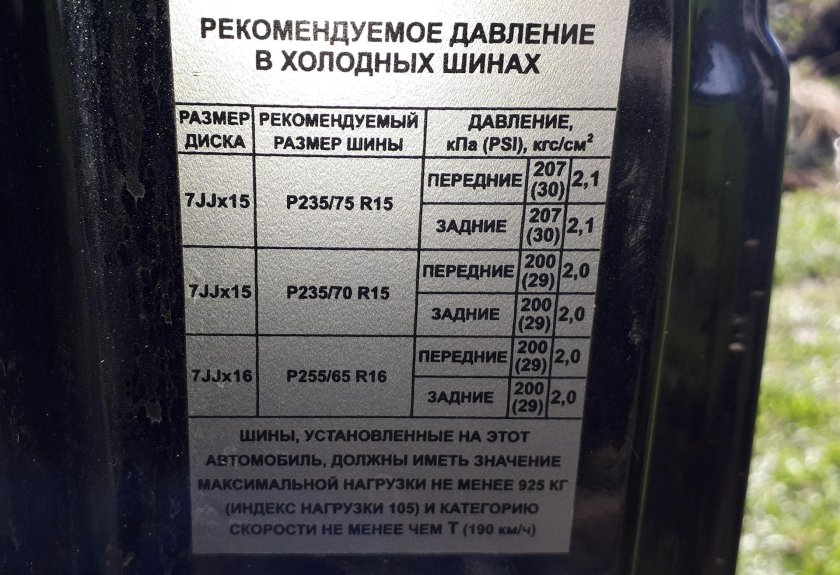 РЕКОМЕНДУЕМОЕ ДАВЛЕНИЕ
В ХОЛОДНЫХ ШИНАХ
РАЗМЕР ДИСКА
РЕКОМЕНДУЕМЫЙ РАЗМЕР ШИНЫ
ДАВЛЕНИЕ, кПа (PSI), кгс/см²
7JJx15
P235/75 R15
ПЕРЕДНИЕ 207 (30) 2,1
ЗАДНИЕ 207 (30) 2,1
7JJx15
P235/70 R15
ПЕРЕДНИЕ 200 (29) 2,0
ЗАДНИЕ 200 (29) 2,0
7JJx16
P255/65 R16
ПЕРЕДНИЕ 200 (29) 2,0
ЗАДНИЕ 200 (29) 2,0
ШИНЫ, УСТАНОВЛЕННЫЕ НА ЭТОТ
АВТОМОБИЛЬ, ДОЛЖНЫ ИМЕТЬ ЗНАЧЕНИЕ
МАКСИМАЛЬНОЙ НАГРУЗКИ НЕ МЕНЕЕ 925 КГ
(ИНДЕКС НАГРУЗКИ 105) И КАТЕГОРИЮ
СКОРОСТИ НЕ МЕНЕЕ ЧЕМ Т (190 км/ч)